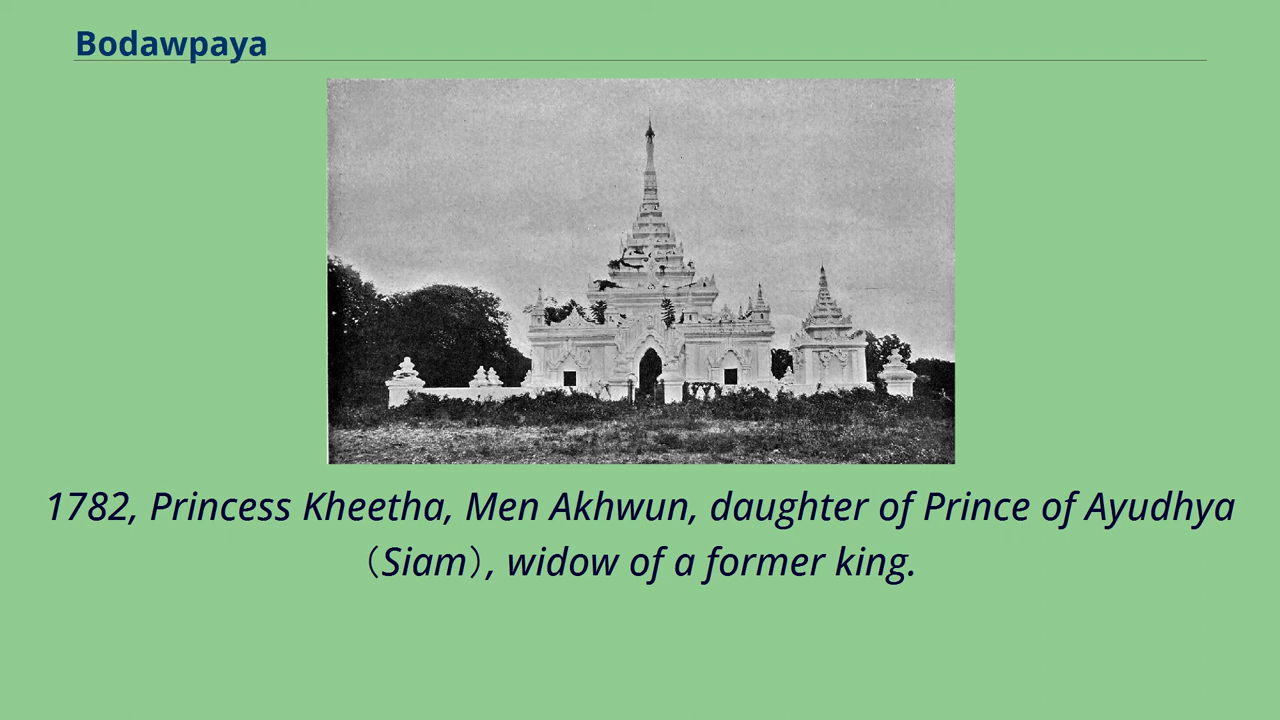 Bodawpaya
1782, Princess Kheetha, Men Akhwun, daughter of Prince of Ayudhya
（Siam）, widow of a former king.